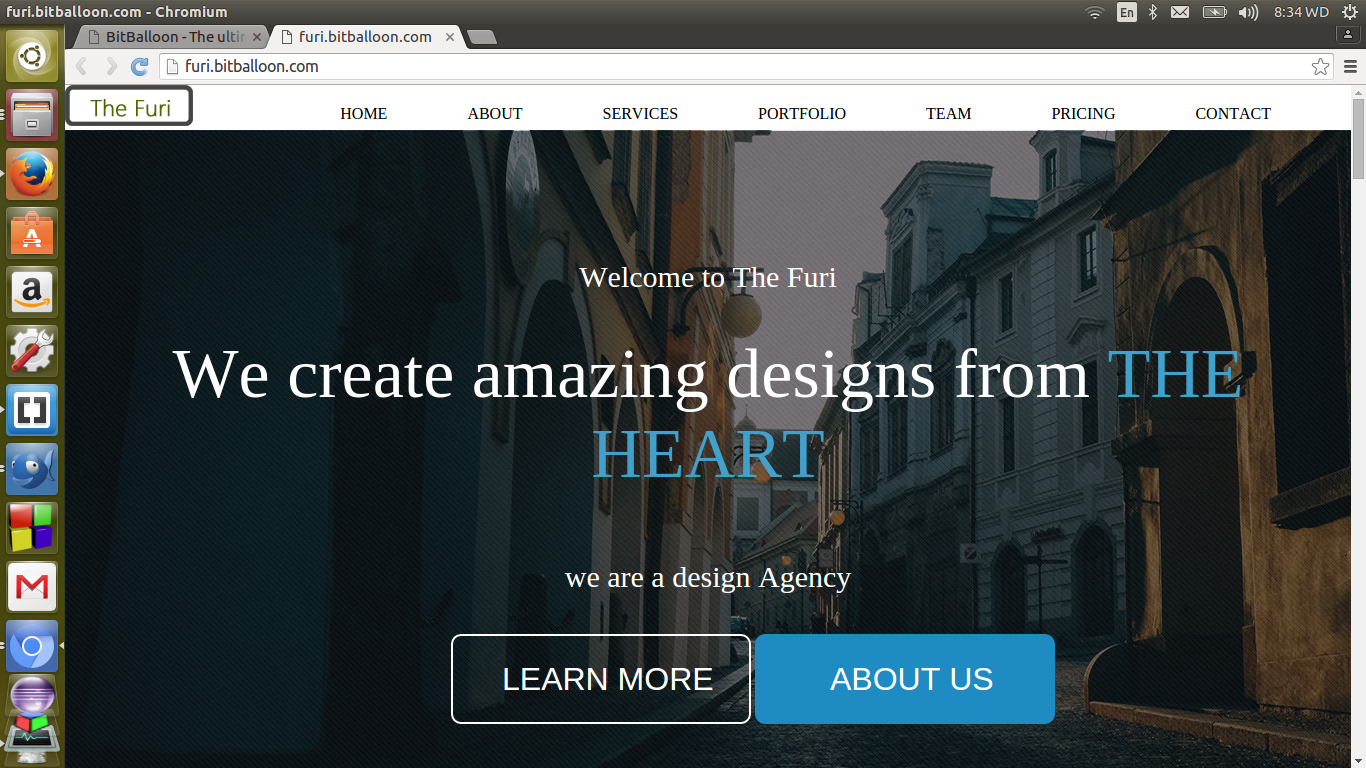 furi.bitballoon.com - Chromium
En
8:34 WD
BitBalloon - The ultin
furi.bitballoon.com
furi.bitballoon.com
The Furi
HOME ABOUT SERVICES PORTFOLIO TEAM PRICING CONTACT
Welcome to The Furi
We create amazing designs from THE
HEART
we are a design Agency
LEARN MORE ABOUT US